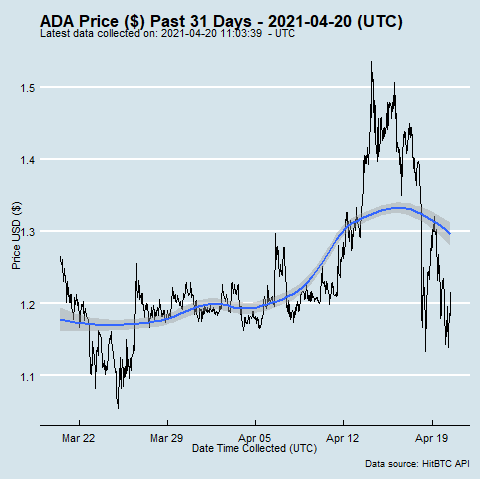 ADA Price ($) Past 31 Days - 2021-04-20 (UTC)
Latest data collected on: 2021-04-20 11:03:39 - UTC
1.5
1.4
1.3
1.2
1.1
Price USD ($)
Mar 22 Mar 29 Apr 05 Apr 12 Apr 19
Date Time Collected (UTC)
Data source: HitBTC API